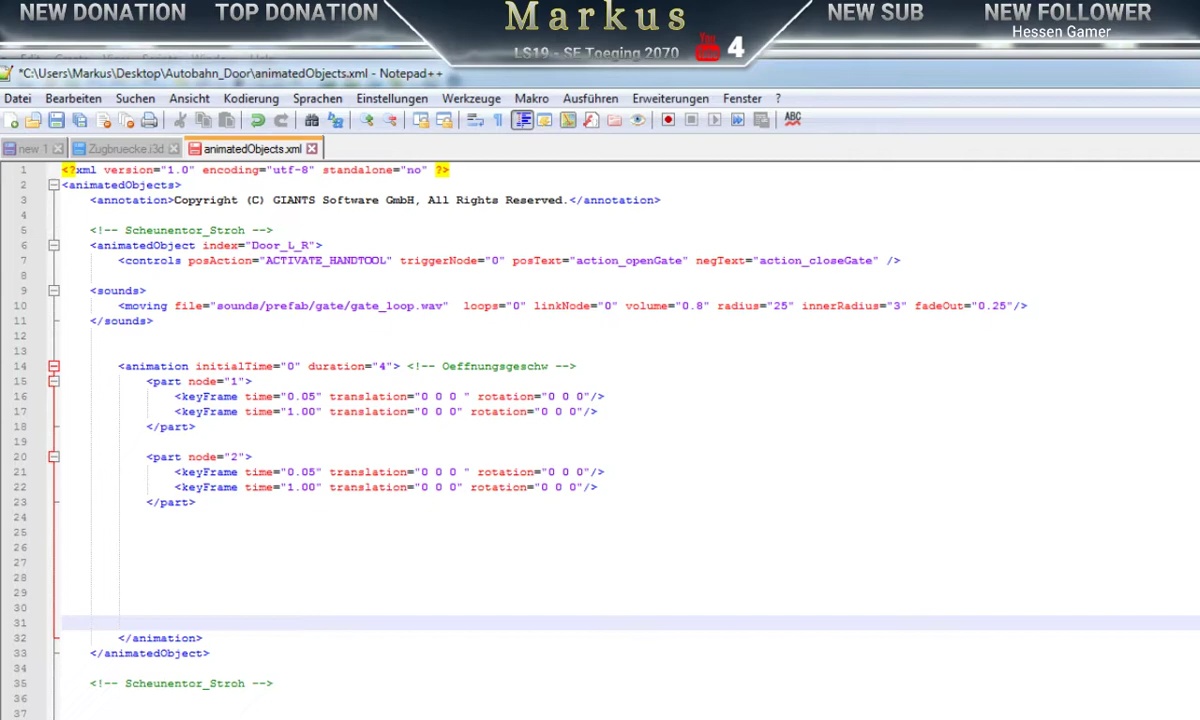 NEW DONATION TOP DONATION Markus NEW SUB NEW FOLLOWER
Hessen Gamer
LS19 - SE Toeging 2070 You 4
*C:\Users\Markus\Desktop\Autobahn_Door\animatedObjects.xml - Notepad++
Datei Bearbeiten Suchen Ansicht Kodierung Sprachen Einstellungen Werkzeuge Makro Ausführen Erweiterungen Fenster ?
ABC
new 1 Zugbruecke.i3d animatedObjects.xml
1 <?xml version="1.0" encoding="utf-8" standalone="no" ?>
2 <animatedObjects>
3 <annotation>Copyright (C) GIANTS Software GmbH, All Rights Reserved.</annotation>
4
5 <!-- Scheunentor_Stroh -->
6 <animatedObject index="Door_L_R">
7 <controls posAction="ACTIVATE_HANDTOOL" triggerNode="0" posText="action_openGate" negText="action_closeGate" />
8
9 <sounds>
10 <moving file="sounds/prefab/gate/gate_loop.wav" loops="0" linkNode="0" volume="0.8" radius="25" innerRadius="3" fadeOut="0.25"/>
11 </sounds>
12
13
14 <animation initialTime="0" duration="4"> <!-- Oeffnungsgeschw -->
15 <part node="1">
16 <keyFrame time="0.05" translation="0 0 0 " rotation="0 0 0"/>
17 <keyFrame time="1.00" translation="0 0 0" rotation="0 0 0"/>
18 </part>
19
20 <part node="2">
21 <keyFrame time="0.05" translation="0 0 0 " rotation="0 0 0"/>
22 <keyFrame time="1.00" translation="0 0 0" rotation="0 0 0"/>
23 </part>
24
25
26
27
28
29
30
31
32 </animation>
33 </animatedObject>
34
35 <!-- Scheunentor_Stroh -->
36
37